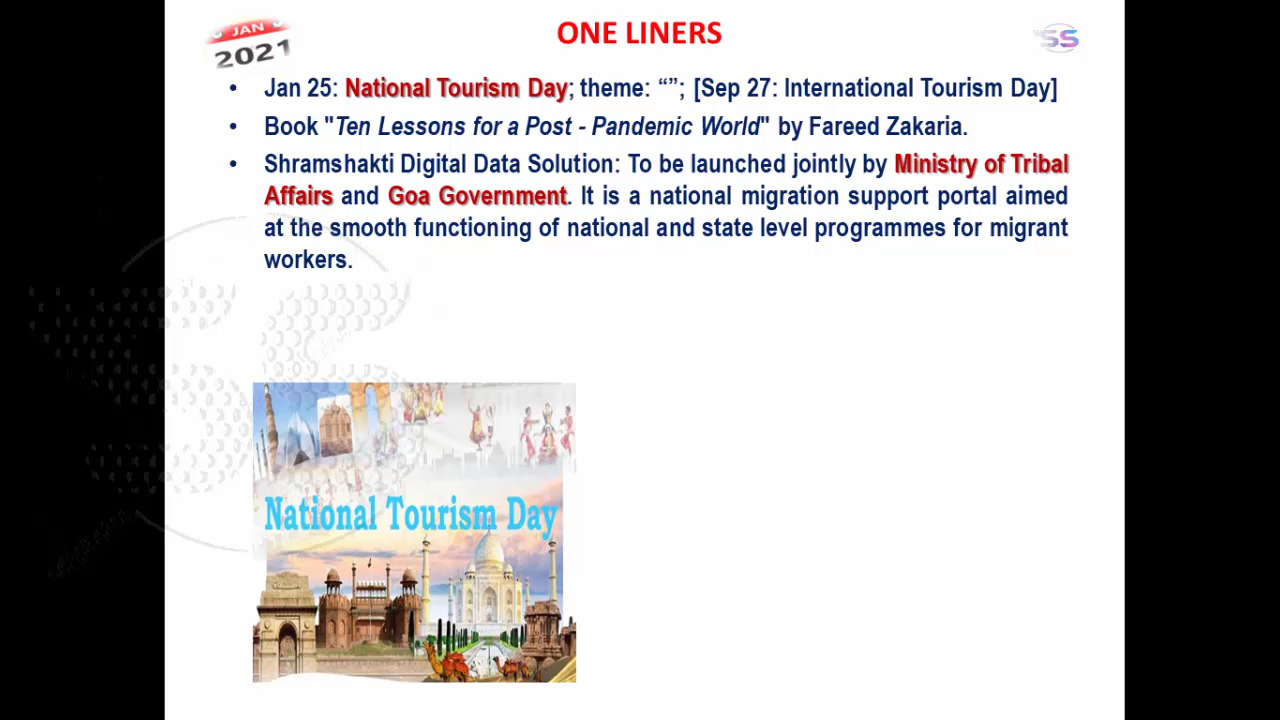 JAN
2021
ONE LINERS
SS
• Jan 25: National Tourism Day; theme: “”; [Sep 27: International Tourism Day]
• Book "Ten Lessons for a Post - Pandemic World" by Fareed Zakaria.
• Shramshakti Digital Data Solution: To be launched jointly by Ministry of Tribal
Affairs and Goa Government. It is a national migration support portal aimed
at the smooth functioning of national and state level programmes for migrant
workers.
National Tourism Day